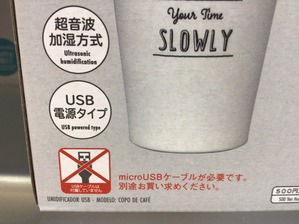 超音波
加湿方式
Ultrasonic
humidification
Your Time
SLOWLY
USB
電源タイプ
USB powered type
USBケーブルは
付属していません
microUSBケーブルが必要です。
別途お買い求めください。
UMIDIFICADOR USB - MODELO: COPO DE CAFÉ
500円
500 Yen